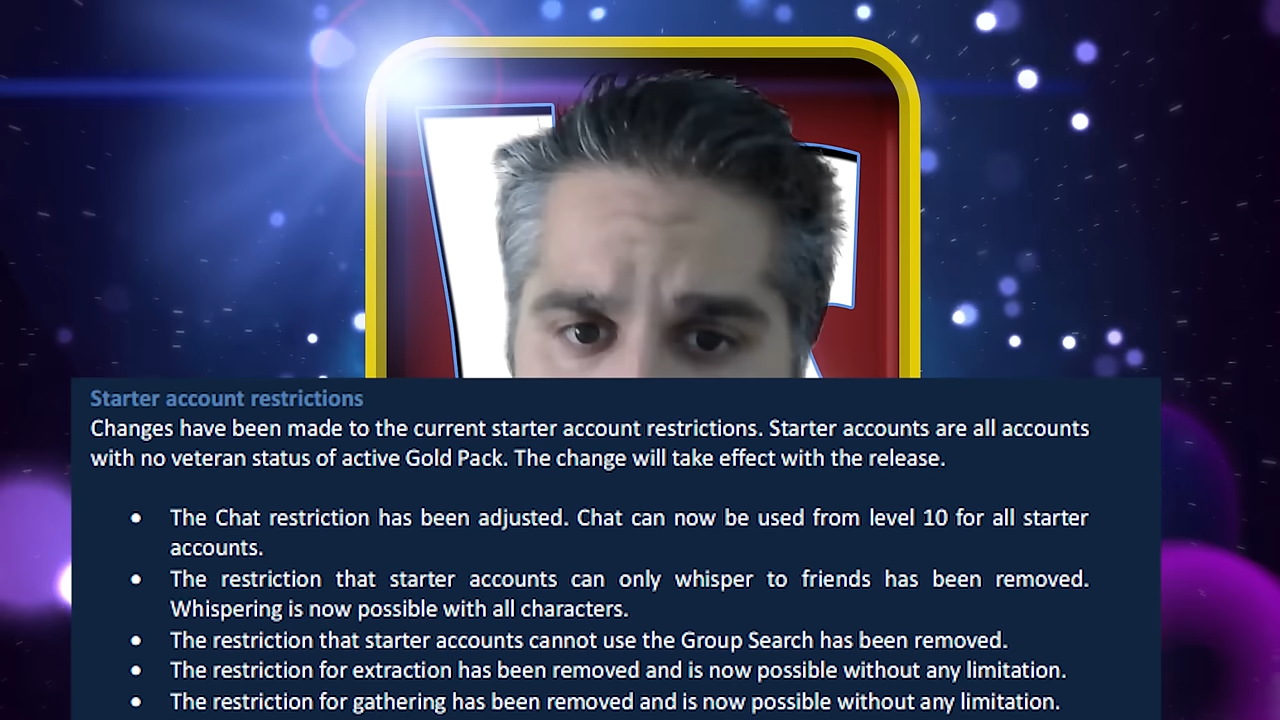 Starter account restrictions
Changes have been made to the current starter account restrictions. Starter accounts are all accounts
with no veteran status of active Gold Pack. The change will take effect with the release.
• The Chat restriction has been adjusted. Chat can now be used from level 10 for all starter
accounts.
• The restriction that starter accounts can only whisper to friends has been removed.
Whispering is now possible with all characters.
• The restriction that starter accounts cannot use the Group Search has been removed.
• The restriction for extraction has been removed and is now possible without any limitation.
• The restriction for gathering has been removed and is now possible without any limitation.